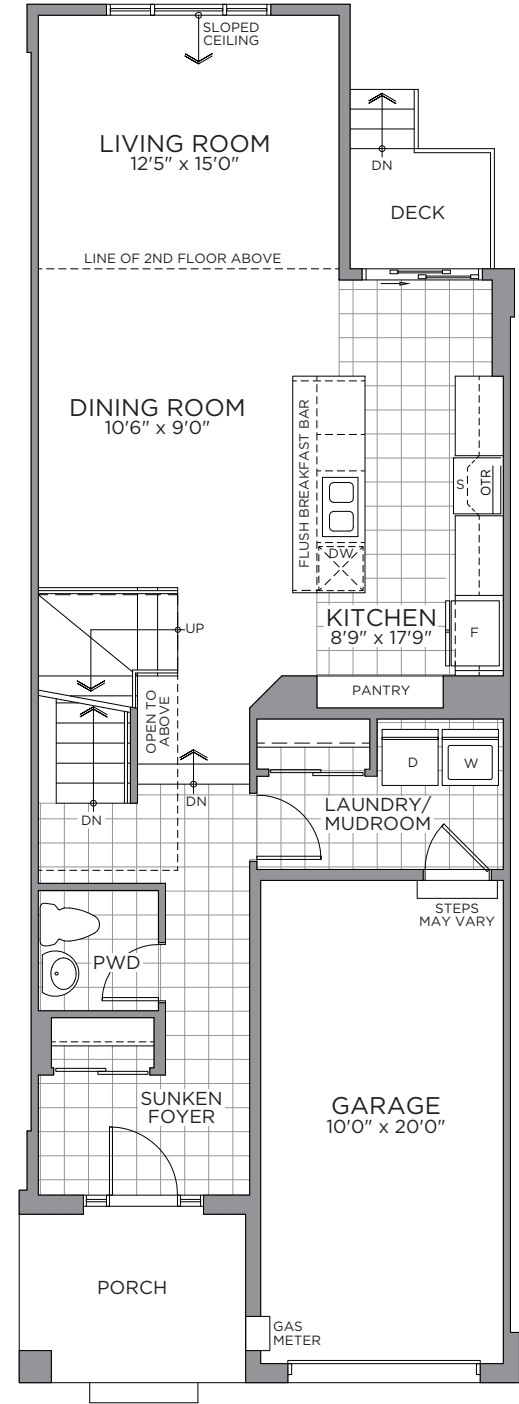 SLOPED
CEILING
LIVING ROOM
12'5" x 15'0"
DN
DECK
LINE OF 2ND FLOOR ABOVE
DINING ROOM
10'6" x 9'0"
FLUSH BREAKFAST BAR
S
OTR
DW
KITCHEN
8'9" x 17'9"
F
UP
PANTRY
OPEN TO
ABOVE
D
W
DN
DN
LAUNDRY/
MUDROOM
STEPS
MAY VARY
PWD
SUNKEN
FOYER
GARAGE
10'0" x 20'0"
PORCH
GAS
METER